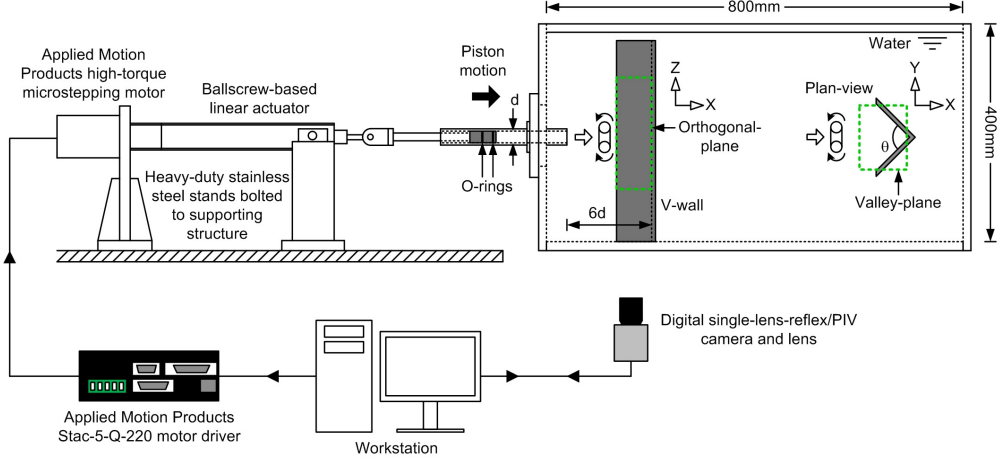 800mm
Applied Motion
Products high-torque
microstepping motor
Ballscrew-based
linear actuator
Piston
motion
d
Water
Z
X
Orthogonal-
plane
Plan-view
Y
X
θ
400mm
O-rings
Heavy-duty stainless
steel stands bolted
to supporting
structure
6d
V-wall
Valley-plane
Digital single-lens-reflex/PIV
camera and lens
Applied Motion Products
Stac-5-Q-220 motor driver
Workstation